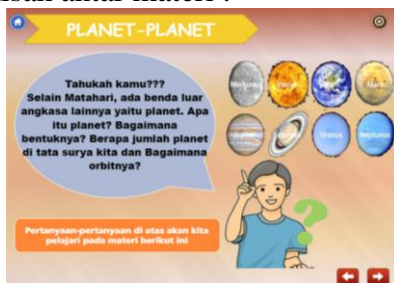 PLANET-PLANET
Tahukah kamu???
Selain Matahari, ada benda luar
angkasa lainnya yaitu planet. Apa
itu planet? Bagaimana
bentuknya? Berapa jumlah planet
di tata surya kita dan Bagaimana
orbitnya?
Merkurius
Mars
Uranus
Neptunus
Pertanyaan-pertanyaan di atas akan kita
pelajari pada materi berikut ini